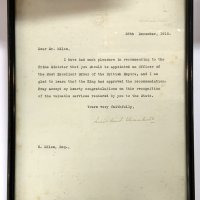 December, 1918.
Dear Mr. Miles,
I have had much pleasure in recommending to the
Prime Minister that you should be appointed an Officer of
the Most Excellent Order of the British Empire, and I am
glad to learn that the King has approved the recommendation.
Pray accept my hearty congratulations on this recognition
of the valuable services rendered by you to the State.
Yours very faithfully,
Esq.,